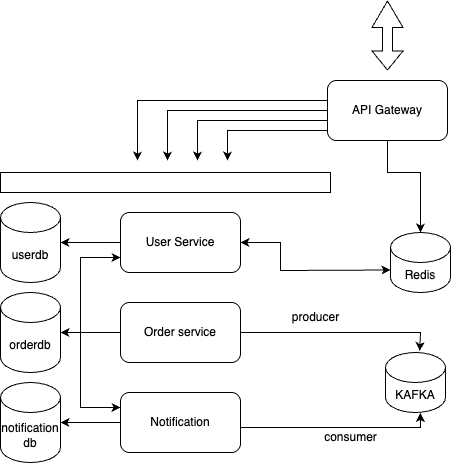 API Gateway
userdb
User Service
Redis
orderdb
Order service
producer
KAFKA
notification
db
Notification
consumer